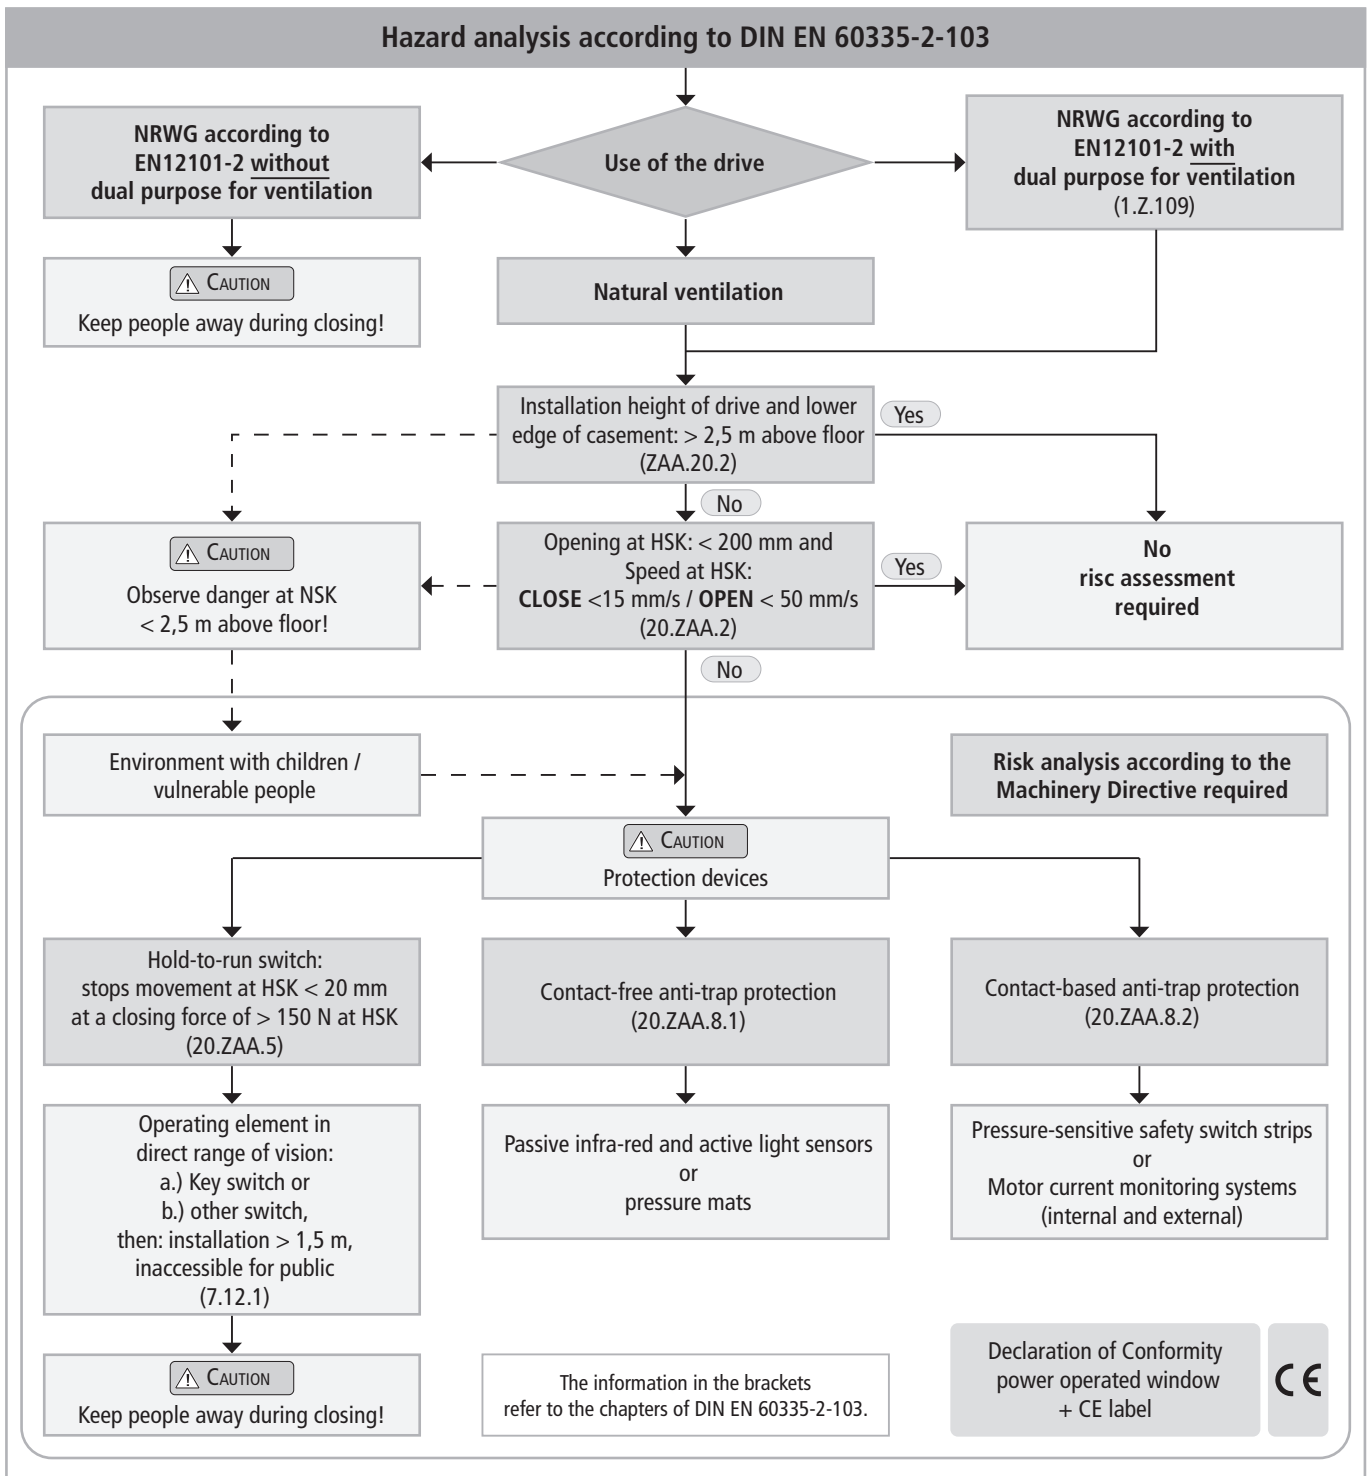 Hazard analysis according to DIN EN 60335-2-103
NRWG according to
EN12101-2 without
dual purpose for ventilation
Use of the drive
NRWG according to
EN12101-2 with
dual purpose for ventilation
(1.Z.109)
CAUTION
Keep people away during closing!
Natural ventilation
Installation height of drive and lower
edge of casement: > 2,5 m above floor
(ZAA.20.2)
Yes
No
CAUTION
Observe danger at NSK
< 2,5 m above floor!
Opening at HSK: < 200 mm and
Speed at HSK:
CLOSE <15 mm/s / OPEN < 50 mm/s
(20.ZAA.2)
Yes
No
risc assessment
required
No
Environment with children /
vulnerable people
Risk analysis according to the
Machinery Directive required
CAUTION
Protection devices
Hold-to-run switch:
stops movement at HSK < 20 mm
at a closing force of > 150 N at HSK
(20.ZAA.5)
Contact-free anti-trap protection
(20.ZAA.8.1)
Contact-based anti-trap protection
(20.ZAA.8.2)
Operating element in
direct range of vision:
a.) Key switch or
b.) other switch,
then: installation > 1,5 m,
inaccessible for public
(7.12.1)
Passive infra-red and active light sensors
or
pressure mats
Pressure-sensitive safety switch strips
or
Motor current monitoring systems
(internal and external)
CAUTION
Keep people away during closing!
The information in the brackets
refer to the chapters of DIN EN 60335-2-103.
Declaration of Conformity
power operated window
+ CE label
CE